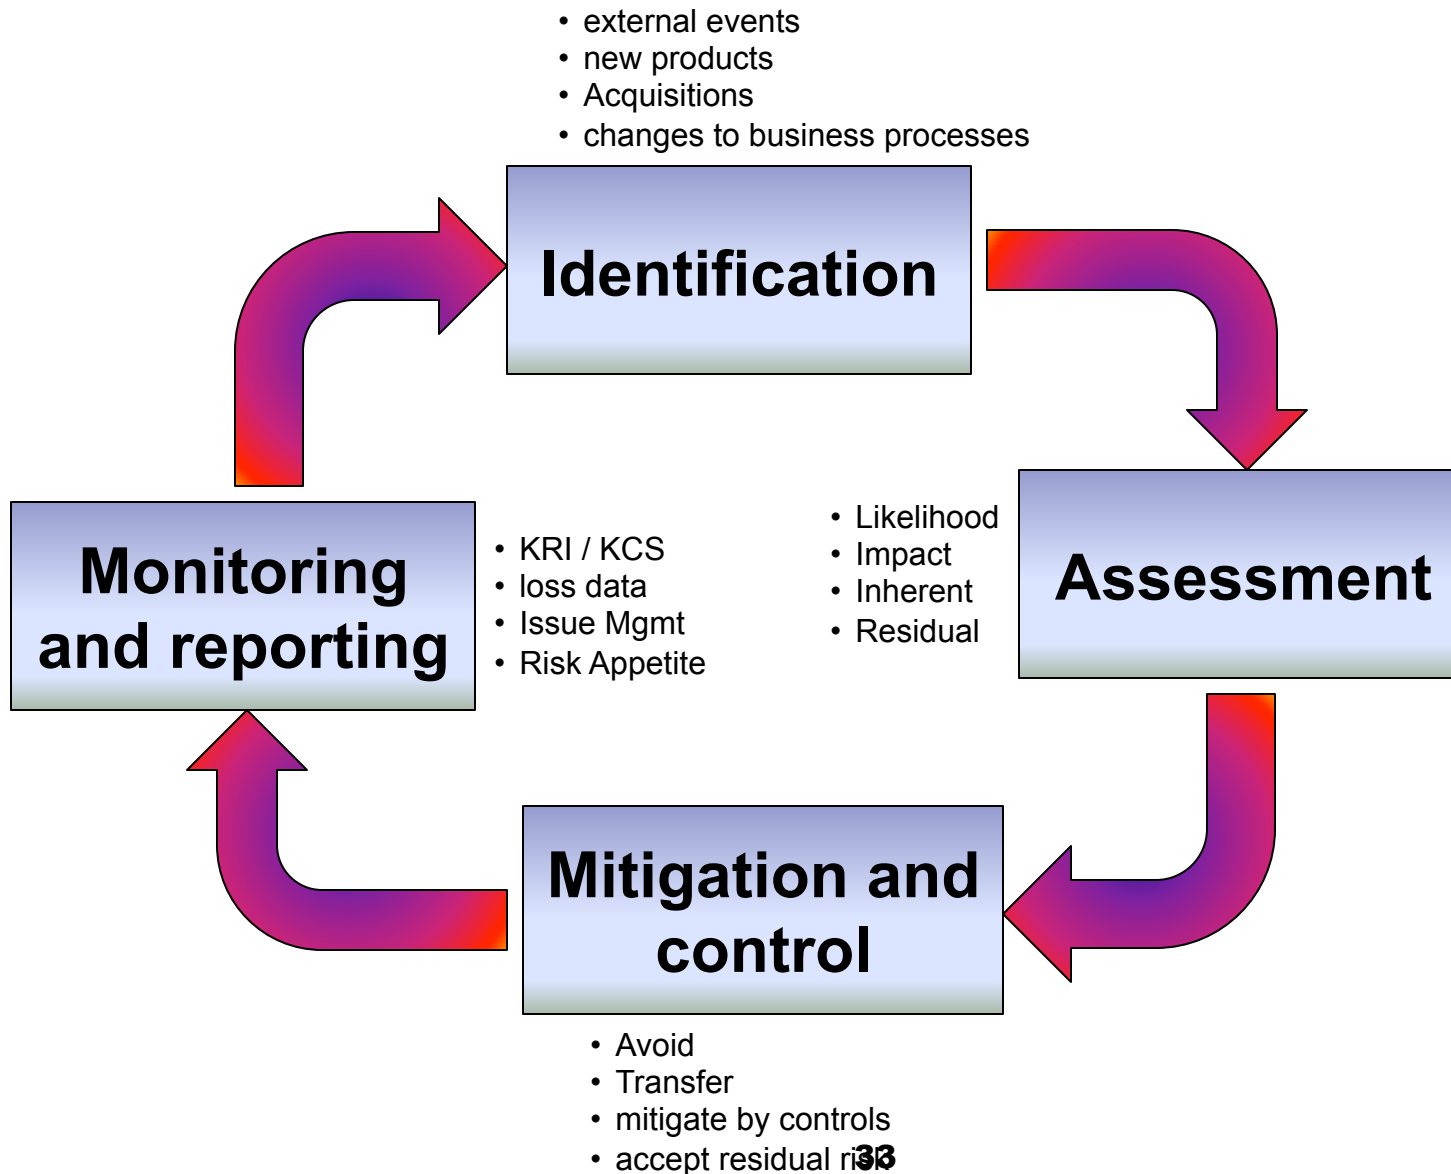 • external events
• new products
• Acquisitions
• changes to business processes
Identification
Assessment
• Likelihood
• Impact
• Inherent
• Residual
Mitigation and
control
• Avoid
• Transfer
• mitigate by controls
• accept residual risk
33
Monitoring
and reporting
• KRI / KCS
• loss data
• Issue Mgmt
• Risk Appetite